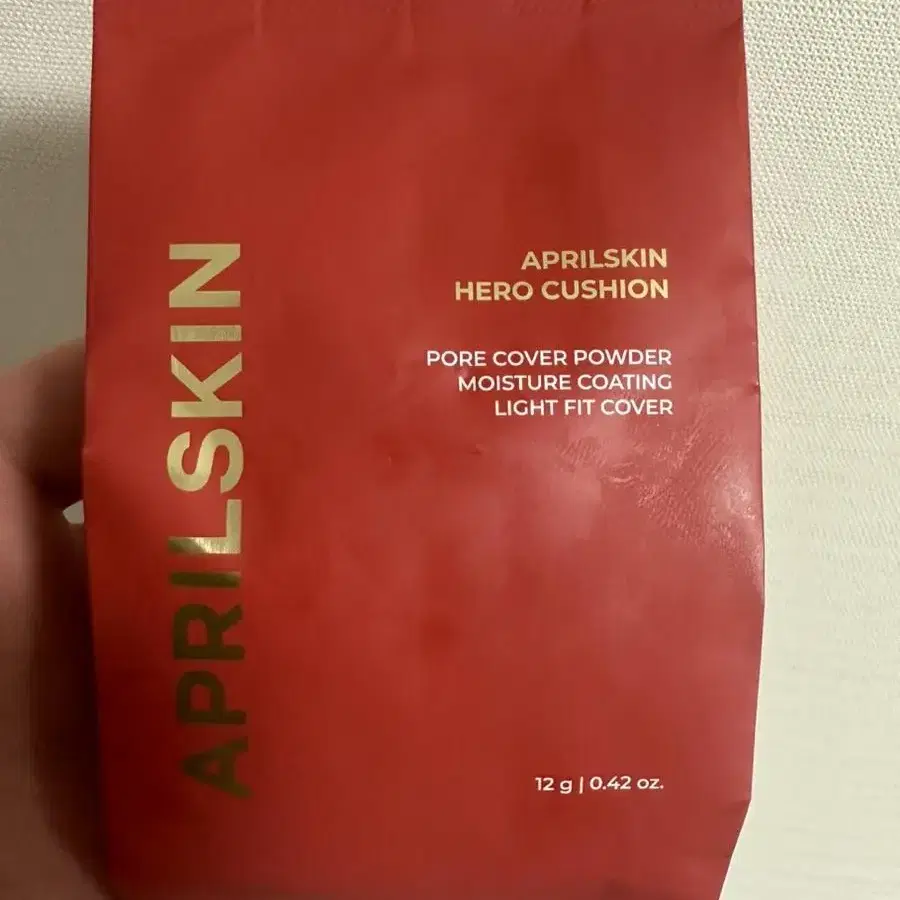 APRILSKIN
APRILSKIN
HERO CUSHION
PORE COVER POWDER
MOISTURE COATING
LIGHT FIT COVER
12 g | 0.42 oz.